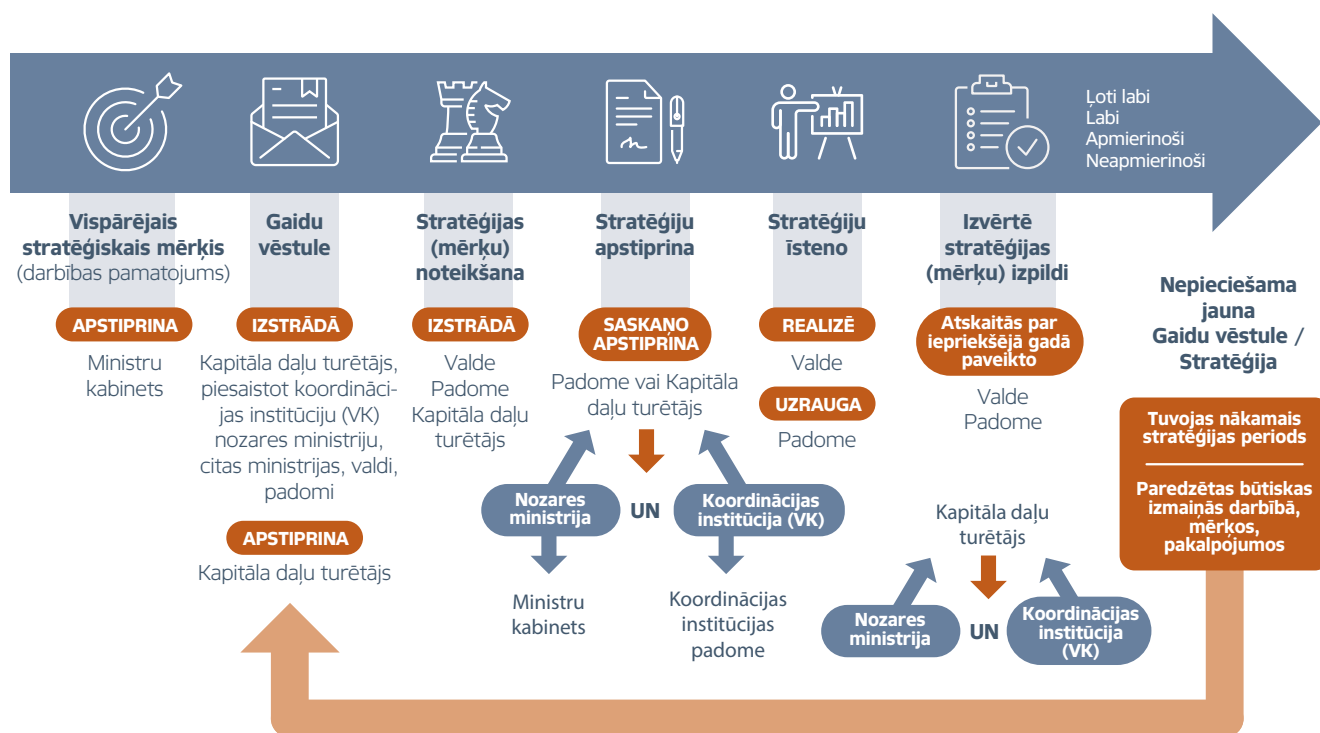 Ļoti labi
Labi
Apmierinoši
Neapmierinoši
Vispārējais
stratēģiskais mērķis
(darbības pamatojums)
APSTIPRINA
Ministru
kabinets
Gaidu
vēstule
IZSTRĀDĀ
Kapitāla daļu turētājs,
piesaistot koordināci-
jas institūciju (VK)
nozares ministriju,
citas ministrijas, valdi,
padomi
APSTIPRINA
Kapitāla daļu turētājs
Stratēģijas
(mērķu)
noteikšana
IZSTRĀDĀ
Valde
Padome
Kapitāla daļu
turētājs
Stratēģiju
apstiprina
SASKAŅO
APSTIPRINA
Padome vai Kapitāla
daļu turētājs
Nozares
ministrija
UN
Koordinācijas
institūcija (VK)
Ministru
kabinets
Koordinācijas
institūcijas
padome
Stratēģiju
īsteno
REALIZĒ
Valde
UZRAUGA
Padome
Izvērtē
stratēģijas
(mērķu) izpildi
Atskaitās par
iepriekšējā gadā
paveikto
Valde
Padome
Kapitāla daļu
turētājs
Nozares
ministrija
UN
Koordinācijas
institūcija
(VK)
Nepieciešama
jauna
Gaidu vēstule /
Stratēģija
Tuvojas nākamais
stratēģijas periods
Paredzētas būtiskas
izmaiņās darbībā,
mērķos,
pakalpojumos